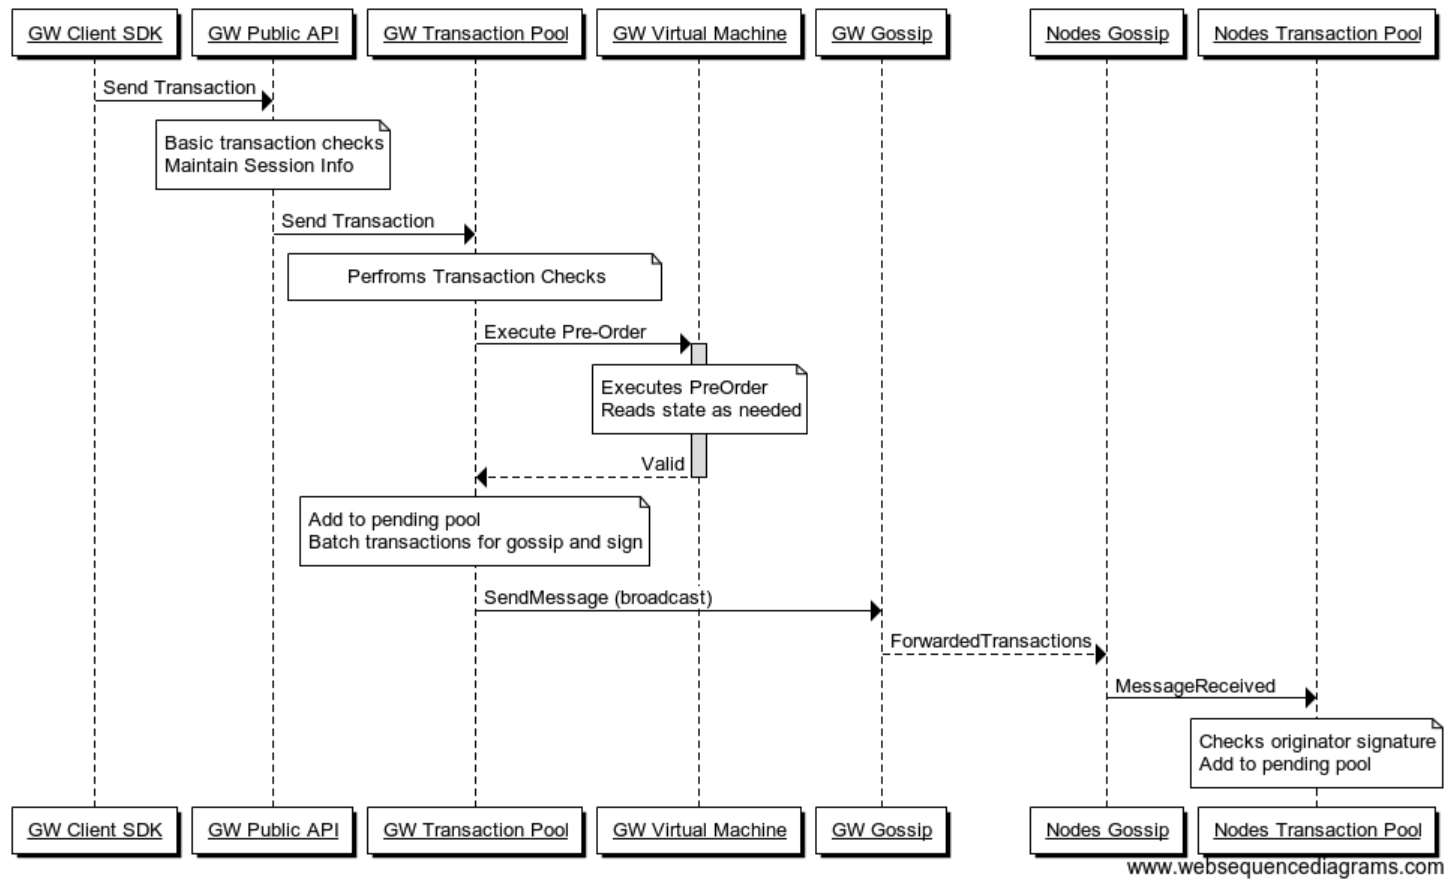 GW Client SDK
GW Public API
GW Transaction Pool
GW Virtual Machine
GW Gossip
Nodes Gossip
Nodes Transaction Pool
Send Transaction
Basic transaction checks
Maintain Session Info
Send Transaction
Perfroms Transaction Checks
Execute Pre-Order
Executes PreOrder
Reads state as needed
Valid
Add to pending pool
Batch transactions for gossip and sign
SendMessage (broadcast)
ForwardedTransactions
MessageReceived
Checks originator signature
Add to pending pool
GW Client SDK
GW Public API
GW Transaction Pool
GW Virtual Machine
GW Gossip
Nodes Gossip
Nodes Transaction Pool
www.websequencediagrams.com